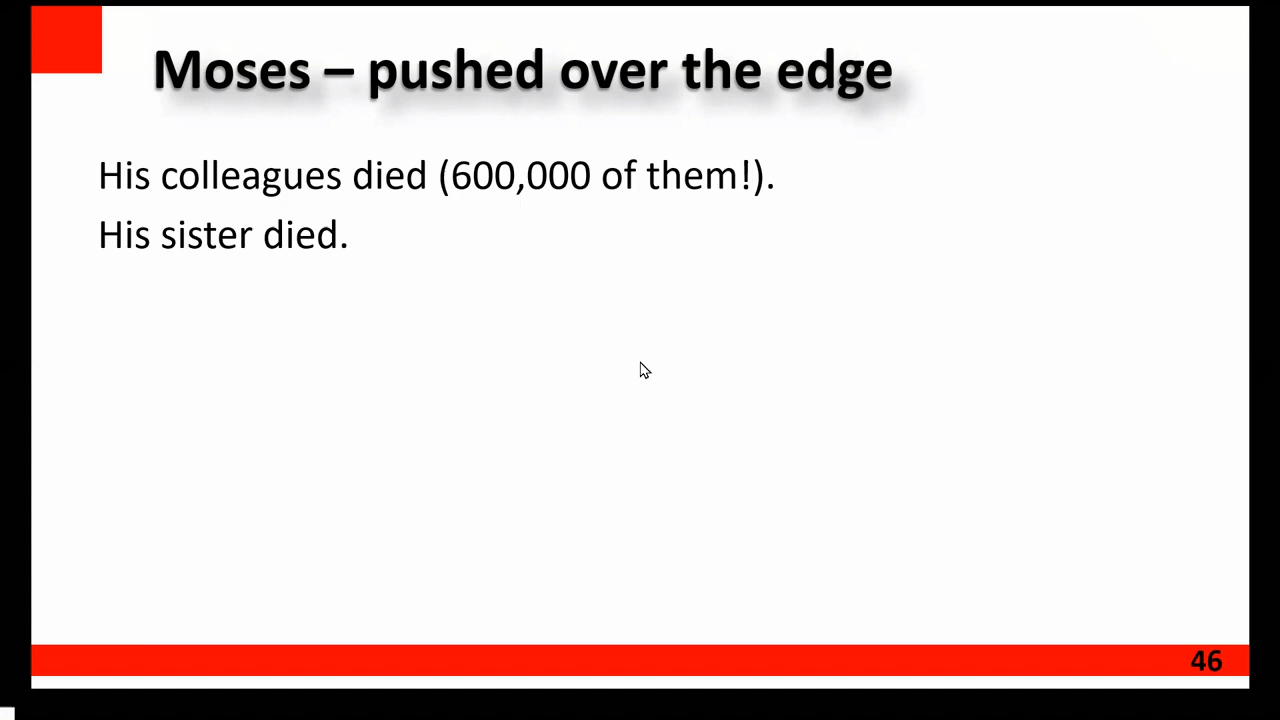 Moses – pushed over the edge
His colleagues died (600,000 of them!).
His sister died.
46